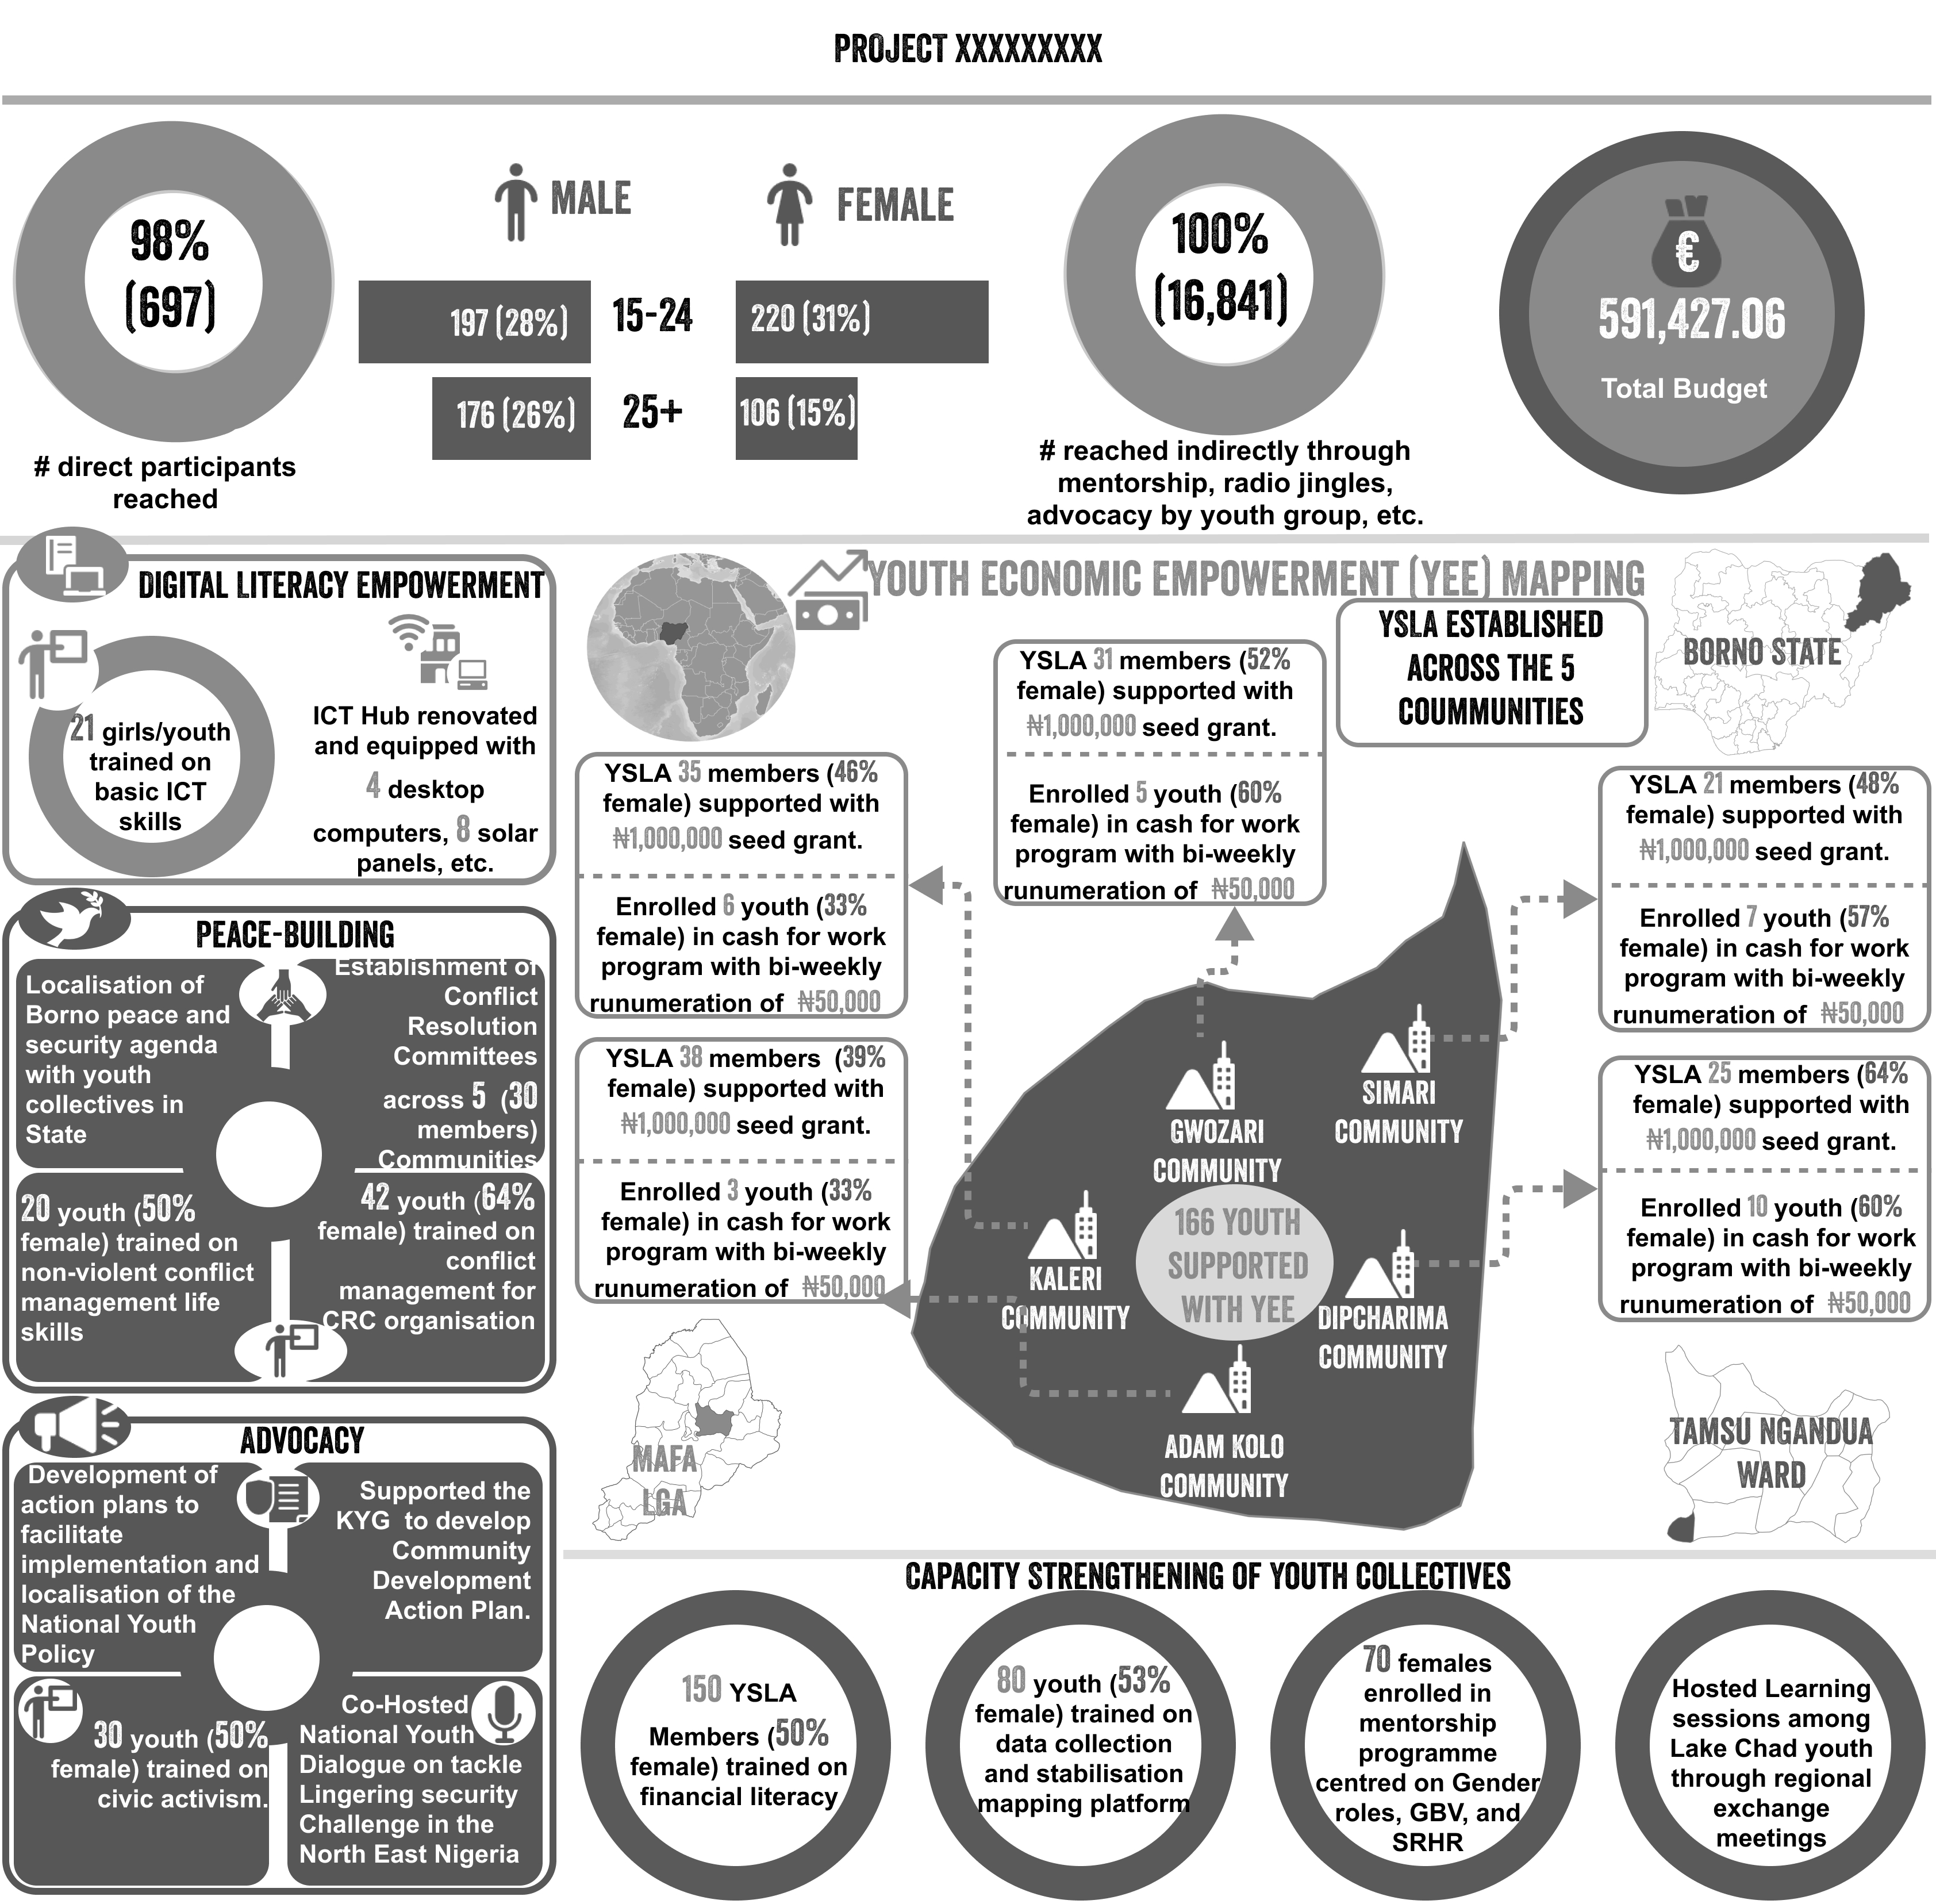 PROJECT XXXXXXXXX
98%
(697)
# direct participants
reached
MALE
FEMALE
197 (28%)
15-24
220 (31%)
176 (26%)
25+
106 (15%)
100%
(16,841)
# reached indirectly through
mentorship, radio jingles,
advocacy by youth group, etc.
€
591,427.06
Total Budget
DIGITAL LITERACY EMPOWERMENT
21 girls/youth
trained on
basic ICT
skills
ICT Hub renovated
and equipped with
4 desktop
computers, 8 solar
panels, etc.
PEACE-BUILDING
Localisation of
Borno peace and
security agenda
with youth
collectives in
State
Establishment of
Conflict
Resolution
Committees
across 5 (30
members)
Communities
20 youth (50%
female) trained on
non-violent conflict
management life
skills
42 youth (64%
female) trained on
conflict
management for
CRC organisation
ADVOCACY
Development of
action plans to
facilitate
implementation and
localisation of the
National Youth
Policy
Supported the
KYG to develop
Community
Development
Action Plan.
30 youth (50%
female) trained on
civic activism.
Co-Hosted
National Youth
Dialogue on tackle
Lingering security
Challenge in the
North East Nigeria
YOUTH ECONOMIC EMPOWERMENT (YEE) MAPPING
YSLA ESTABLISHED
ACROSS THE 5
COUMMUNITIES
BORNO STATE
YSLA 31 members (52%
female) supported with
₦1,000,000 seed grant.
Enrolled 5 youth (60%
female) in cash for work
program with bi-weekly
runumeration of ₦50,000
YSLA 35 members (46%
female) supported with
₦1,000,000 seed grant.
Enrolled 6 youth (33%
female) in cash for work
program with bi-weekly
runumeration of ₦50,000
YSLA 21 members (48%
female) supported with
₦1,000,000 seed grant.
Enrolled 7 youth (57%
female) in cash for work
program with bi-weekly
runumeration of ₦50,000
YSLA 38 members (39%
female) supported with
₦1,000,000 seed grant.
Enrolled 3 youth (33%
female) in cash for work
program with bi-weekly
runumeration of ₦50,000
YSLA 25 members (64%
female) supported with
₦1,000,000 seed grant.
Enrolled 10 youth (60%
female) in cash for work
program with bi-weekly
runumeration of ₦50,000
GWOZARI
COMMUNITY
SIMARI
COMMUNITY
KALERI
COMMUNITY
166 YOUTH
SUPPORTED
WITH YEE
DIPCHARIMA
COMMUNITY
ADAM KOLO
COMMUNITY
MAFA
LGA
TAMSU NGANDUA
WARD
CAPACITY STRENGTHENING OF YOUTH COLLECTIVES
150 YSLA
Members (50%
female) trained on
financial literacy
80 youth (53%
female) trained on
data collection
and stabilisation
mapping platform
70 females
enrolled in
mentorship
programme
centred on Gender
roles, GBV, and
SRHR
Hosted Learning
sessions among
Lake Chad youth
through regional
exchange
meetings